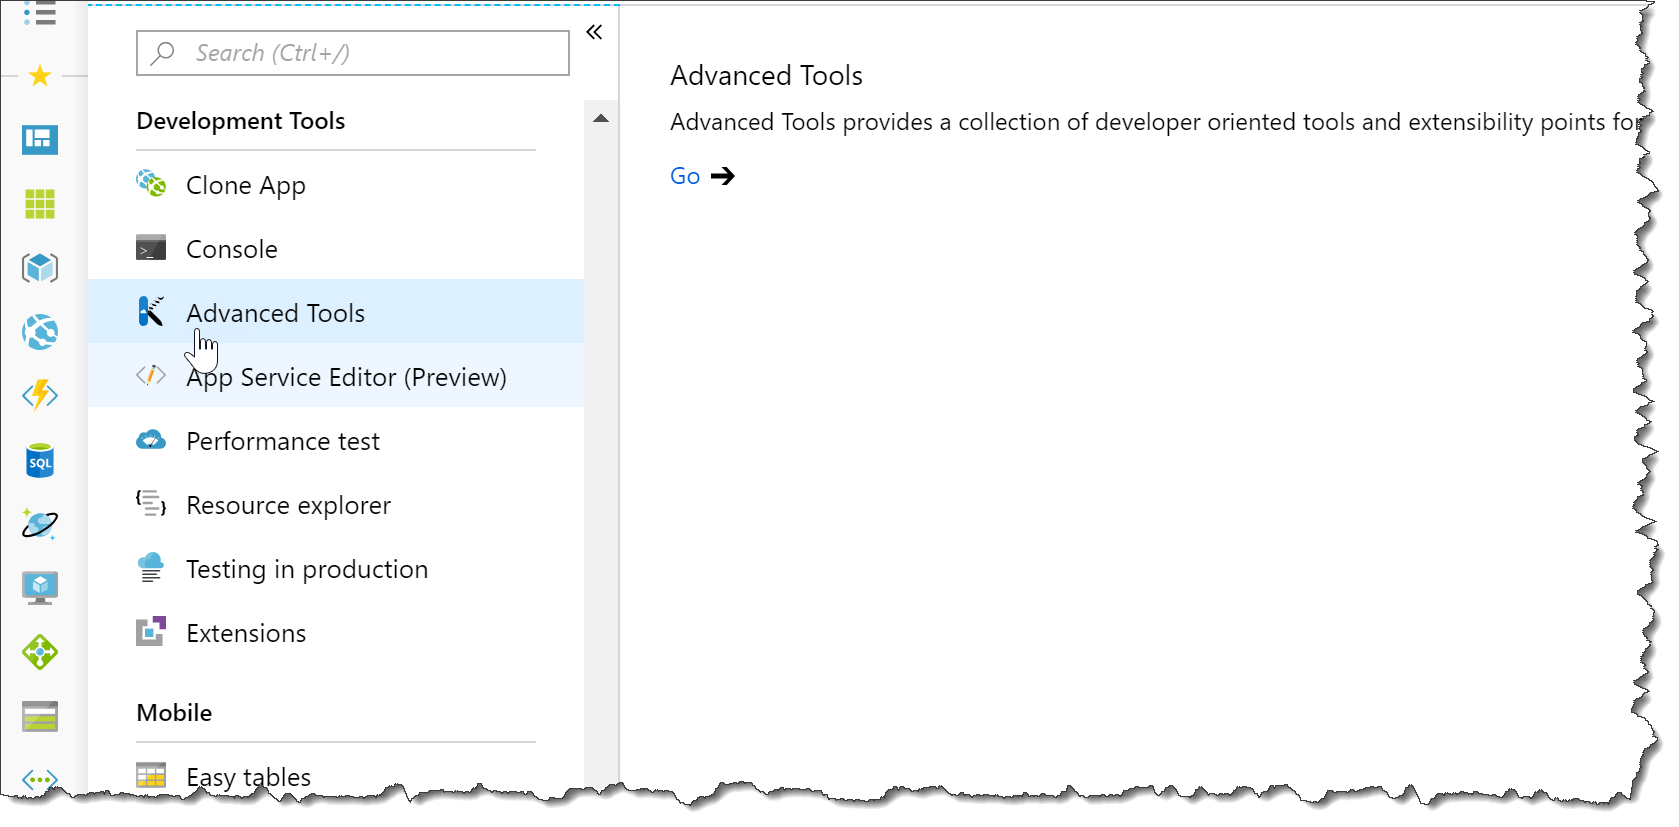 Search (Ctrl+/)
Development Tools
Clone App
Console
Advanced Tools
App Service Editor (Preview)
Performance test
Resource explorer
Testing in production
Extensions
Mobile
Easy tables
SQL
Advanced Tools
Advanced Tools provides a collection of developer oriented tools and extensibility points for
Go